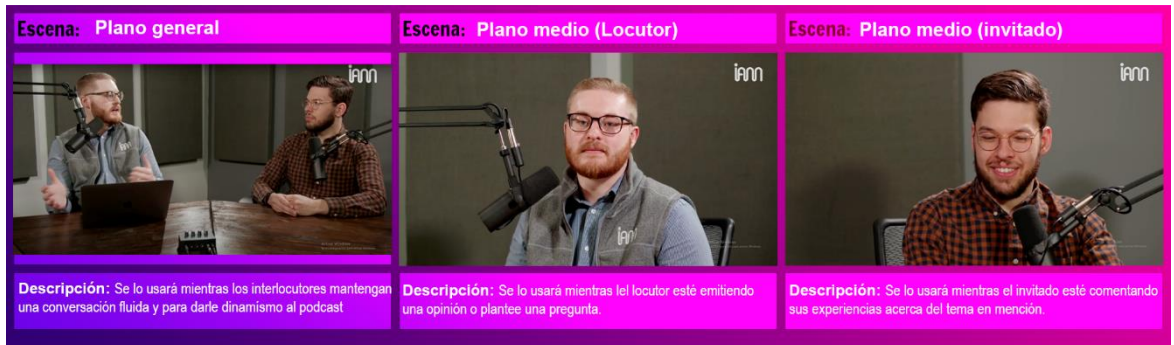 Escena: Plano general
iann
iann
Descripción: Se lo usará mientras los interlocutores mantengan
una conversación fluida y para darle dinamismo al podcast
Escena: Plano medio (Locutor)
iann
iann
Descripción: Se lo usará mientras lel locutor esté emitiendo
una opinión o plantee una pregunta.
Escena: Plano medio (invitado)
iann
Descripción: Se lo usará mientras el invitado esté comentando
sus experiencias acerca del tema en mención.